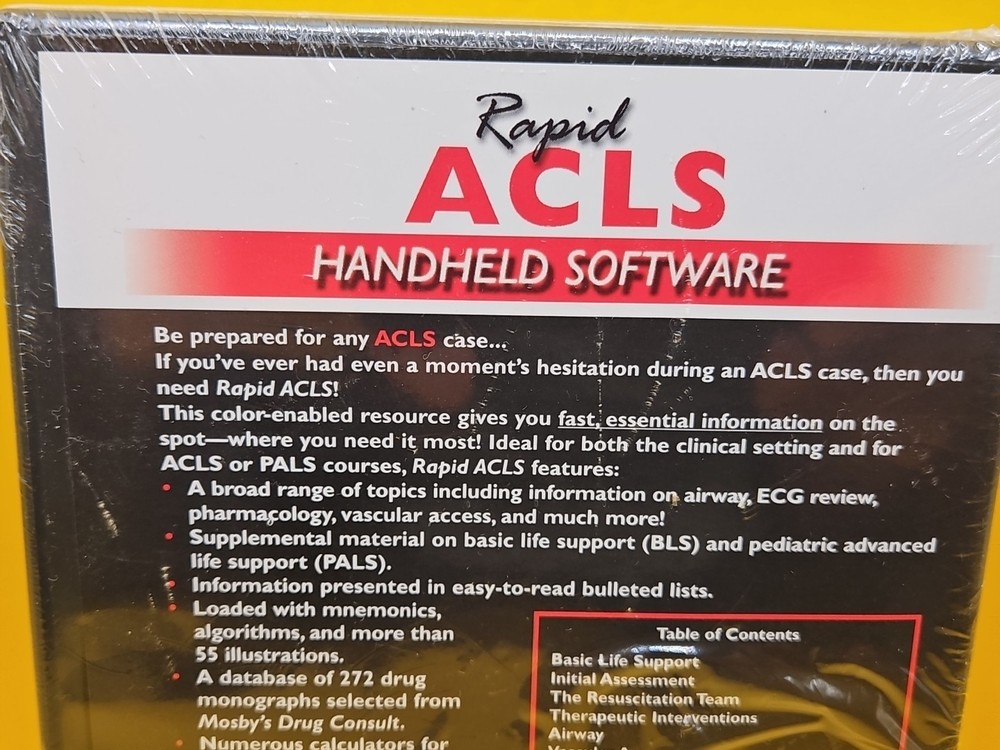 Rapid
ACLS
HANDHELD SOFTWARE
Be prepared for any ACLS case...
If you've ever had even a moment's hesitation during an ACLS case, then you
need Rapid ACLS!
This color-enabled resource gives you fast, essential information on the
spot—where you need it most! Ideal for both the clinical setting and for
ACLS or PALS courses, Rapid ACLS features:
• A broad range of topics including information on airway, ECG review,
pharmacology, vascular access, and much more!
• Supplemental material on basic life support (BLS) and pediatric advanced
life support (PALS).
• Information presented in easy-to-read bulleted lists.
• Loaded with mnemonics,
algorithms, and more than
55 illustrations.
• A database of 272 drug
monographs selected from
Mosby's Drug Consult.
• Numerous calculators for
Table of Contents
Basic Life Support
Initial Assessment
The Resuscitation Team
Therapeutic Interventions
Airway